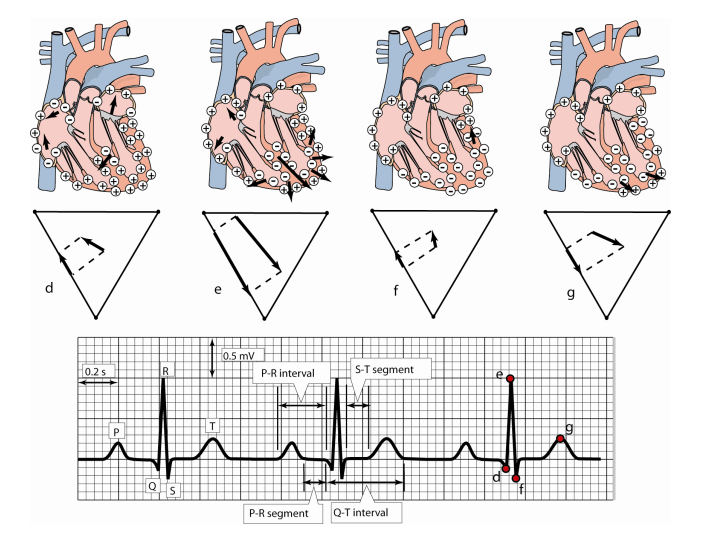 d
e
f
g
0.2 s
0.5 mV
P-R interval
S-T segment
P
R
T
Q
S
e
g
d
f
P-R segment
Q-T interval